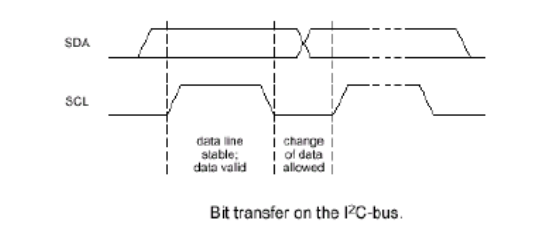 SDA
SCL
data line
stable;
data valid
change
of data
allowed
Bit transfer on the I²C-bus.